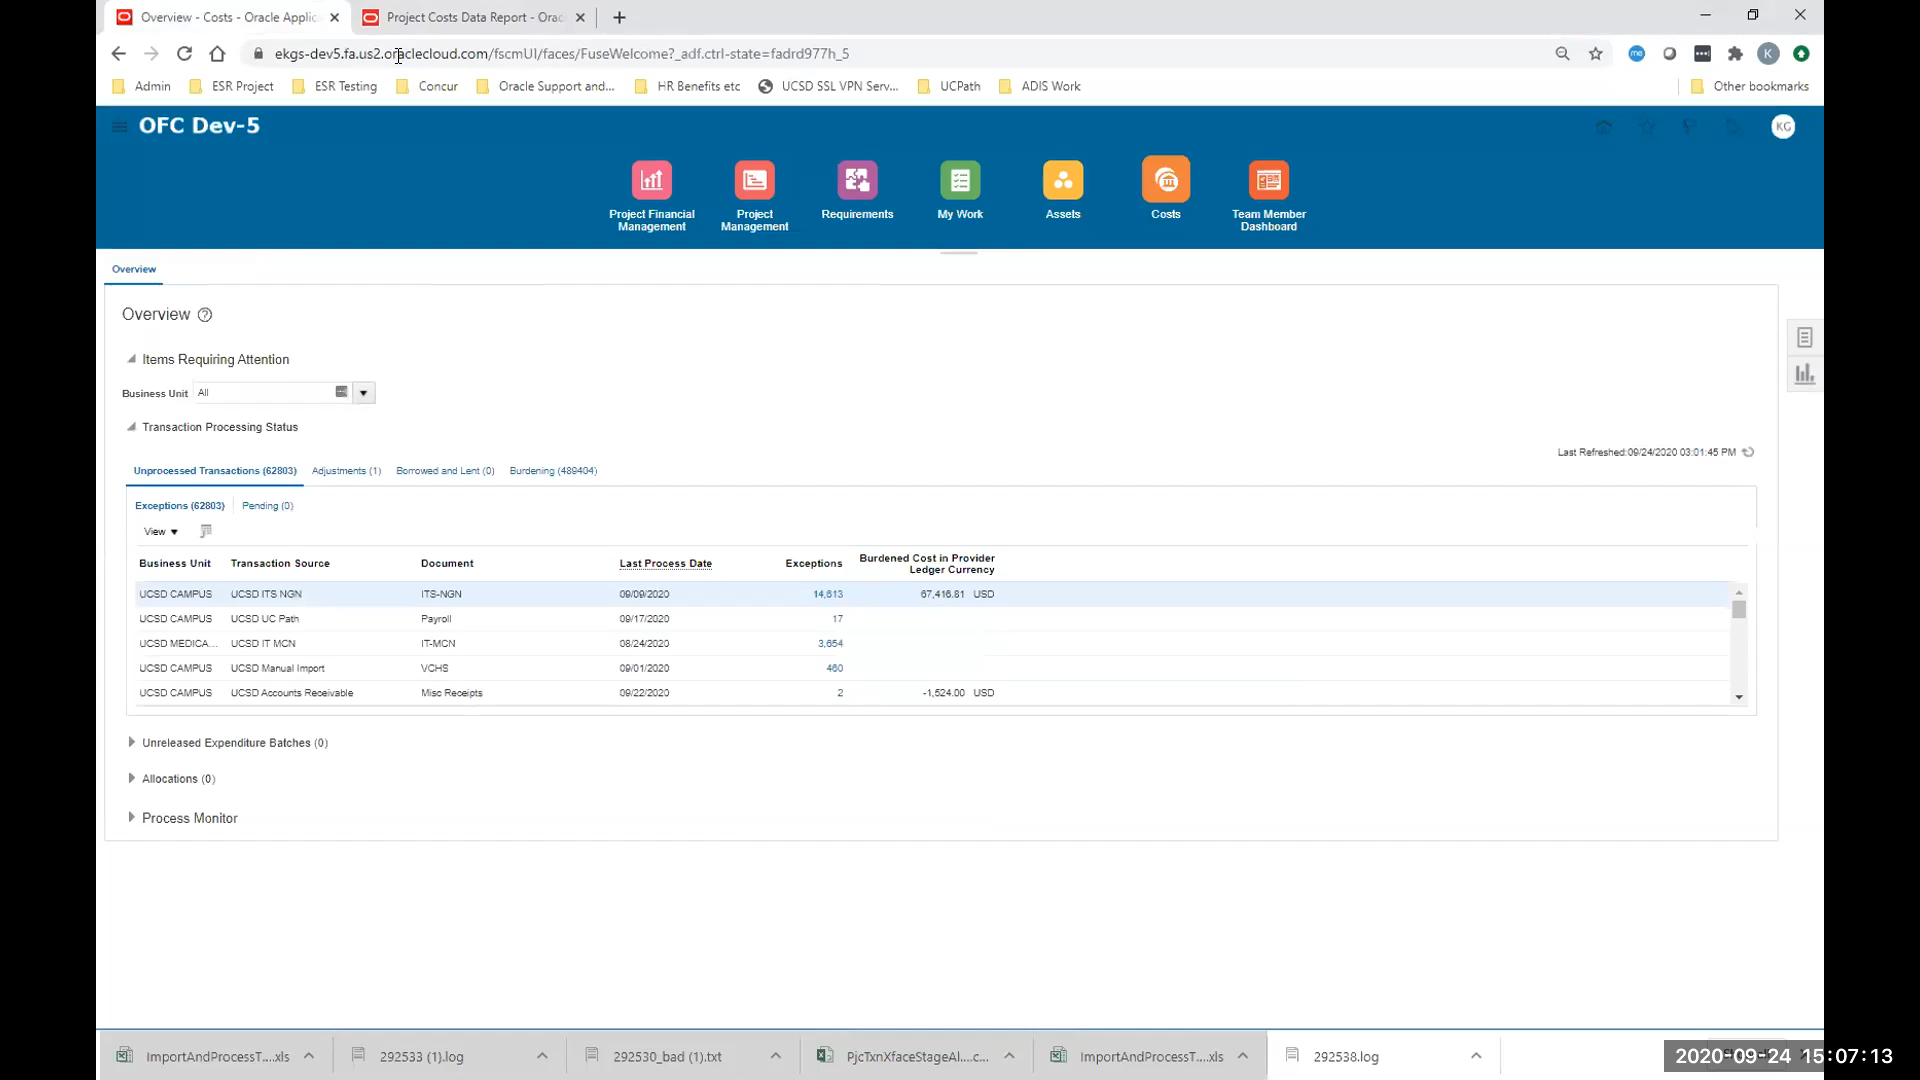 Overview - Costs - Oracle Applic
Project Costs Data Report - Orac
ekgs-dev5.fa.us2.oraclecloud.com/fscmUI/faces/FuseWelcome?_adf.ctrl-state=fadrd977h_5
K
Admin
ESR Project
ESR Testing
Concur
Oracle Support and...
HR Benefits etc
UCSD SSL VPN Serv...
UCPath
ADIS Work
Other bookmarks
OFC Dev-5
KG
Project Financial Management
Project Management
Requirements
My Work
Assets
Costs
Team Member Dashboard
Overview
Overview
Items Requiring Attention
Business Unit All
Transaction Processing Status
Last Refreshed:09/24/2020 03:01:45 PM
Unprocessed Transactions (62803) Adjustments (1) Borrowed and Lent (0) Burdening (489404)
Exceptions (62803) Pending (0)
View
Business Unit Transaction Source Document Last Process Date Exceptions Burdened Cost in Provider Ledger Currency
UCSD CAMPUS UCSD ITS NGN ITS-NGN 09/09/2020 14,613 67,416.81 USD
UCSD CAMPUS UCSD UC Path Payroll 09/17/2020 17
UCSD MEDICA... UCSD IT MCN IT-MCN 08/24/2020 3,654
UCSD CAMPUS UCSD Manual Import VCHS 09/01/2020 460
UCSD CAMPUS UCSD Accounts Receivable Misc Receipts 09/22/2020 2 -1,524.00 USD
Unreleased Expenditure Batches (0)
Allocations (0)
Process Monitor
ImportAndProcessT....xls
292533 (1).log
292530_bad (1).txt
PjcTxnXfaceStageAl....c...
ImportAndProcessT....xls
292538.log
2020-09-24 15:07:13